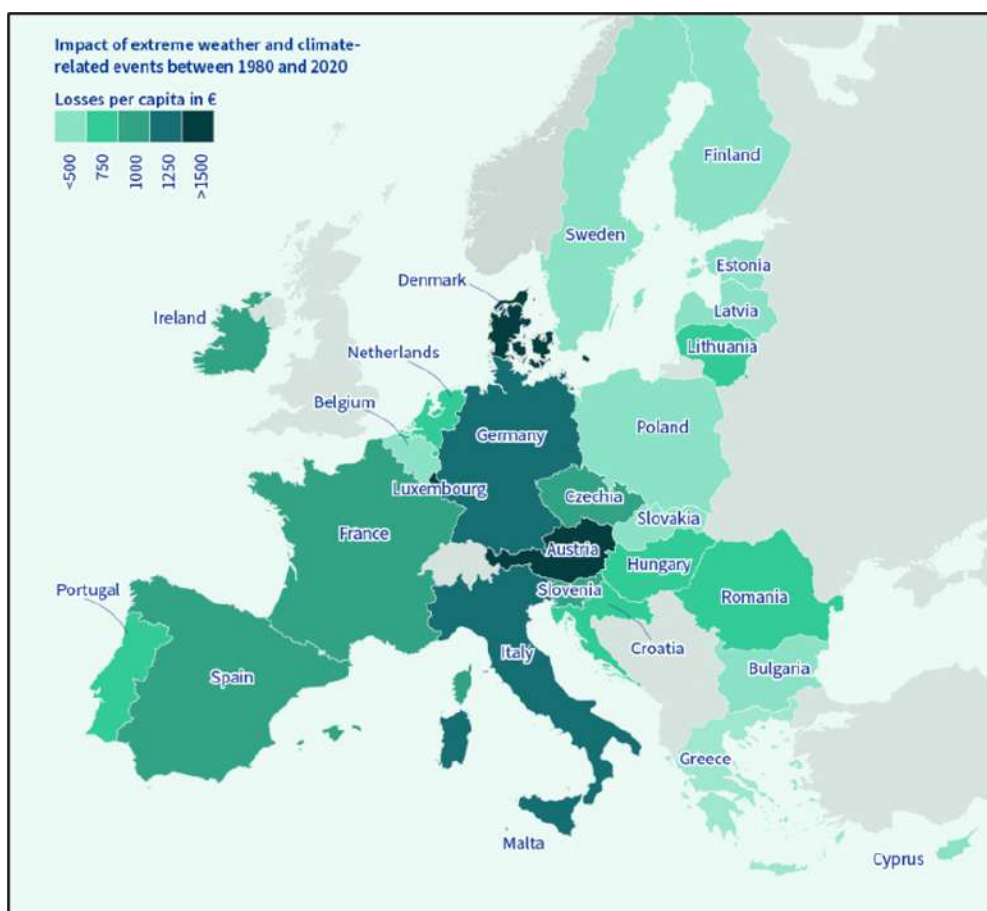 Impact of extreme weather and climate-
related events between 1980 and 2020
Losses per capita in €
<500
750
1000
1250
>1500
Finland
Sweden
Estonia
Denmark
Latvia
Ireland
Lithuania
Netherlands
Belgium
Poland
Germany
Luxembourg
Czechia
Slovakia
France
Austria
Hungary
Portugal
Slovenia
Romania
Croatia
Italy
Bulgaria
Spain
Greece
Malta
Cyprus